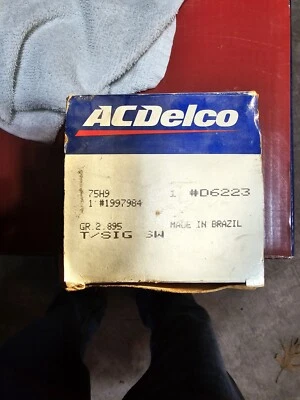 ACDelco
75H9 1 #D6223
1 #1997984
GR.2.895 MADE IN BRAZIL
T/SIG SW